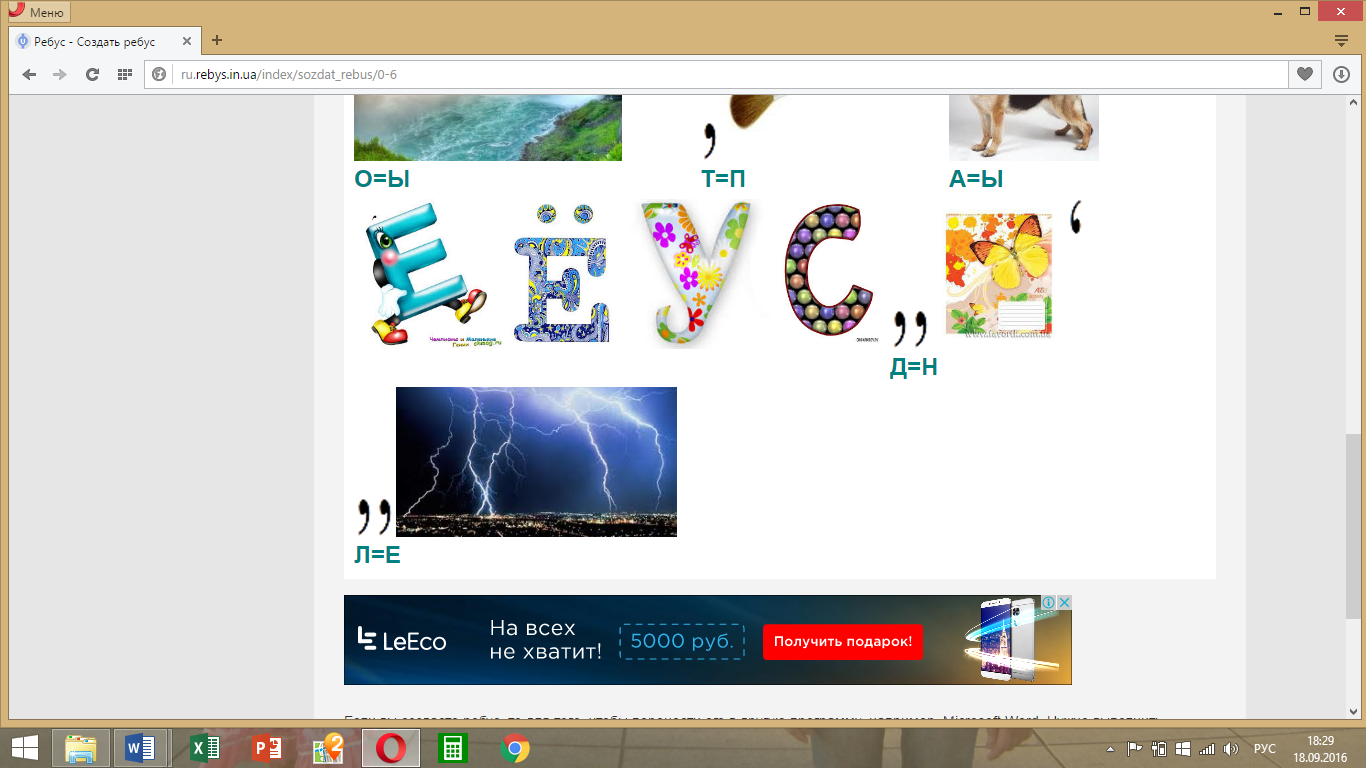 Меню
Ребус - Создать ребус
ru.rebys.in.ua/index/sozdat_rebus/0-6
,
О=Ы Т=П А=Ы
Е Ё У С ,, ‘
Д=Н
,,
Л=Е
LeEco
На всех
не хватит!
5000 руб.
Получить подарок!
РУС
18:29
18.09.2016